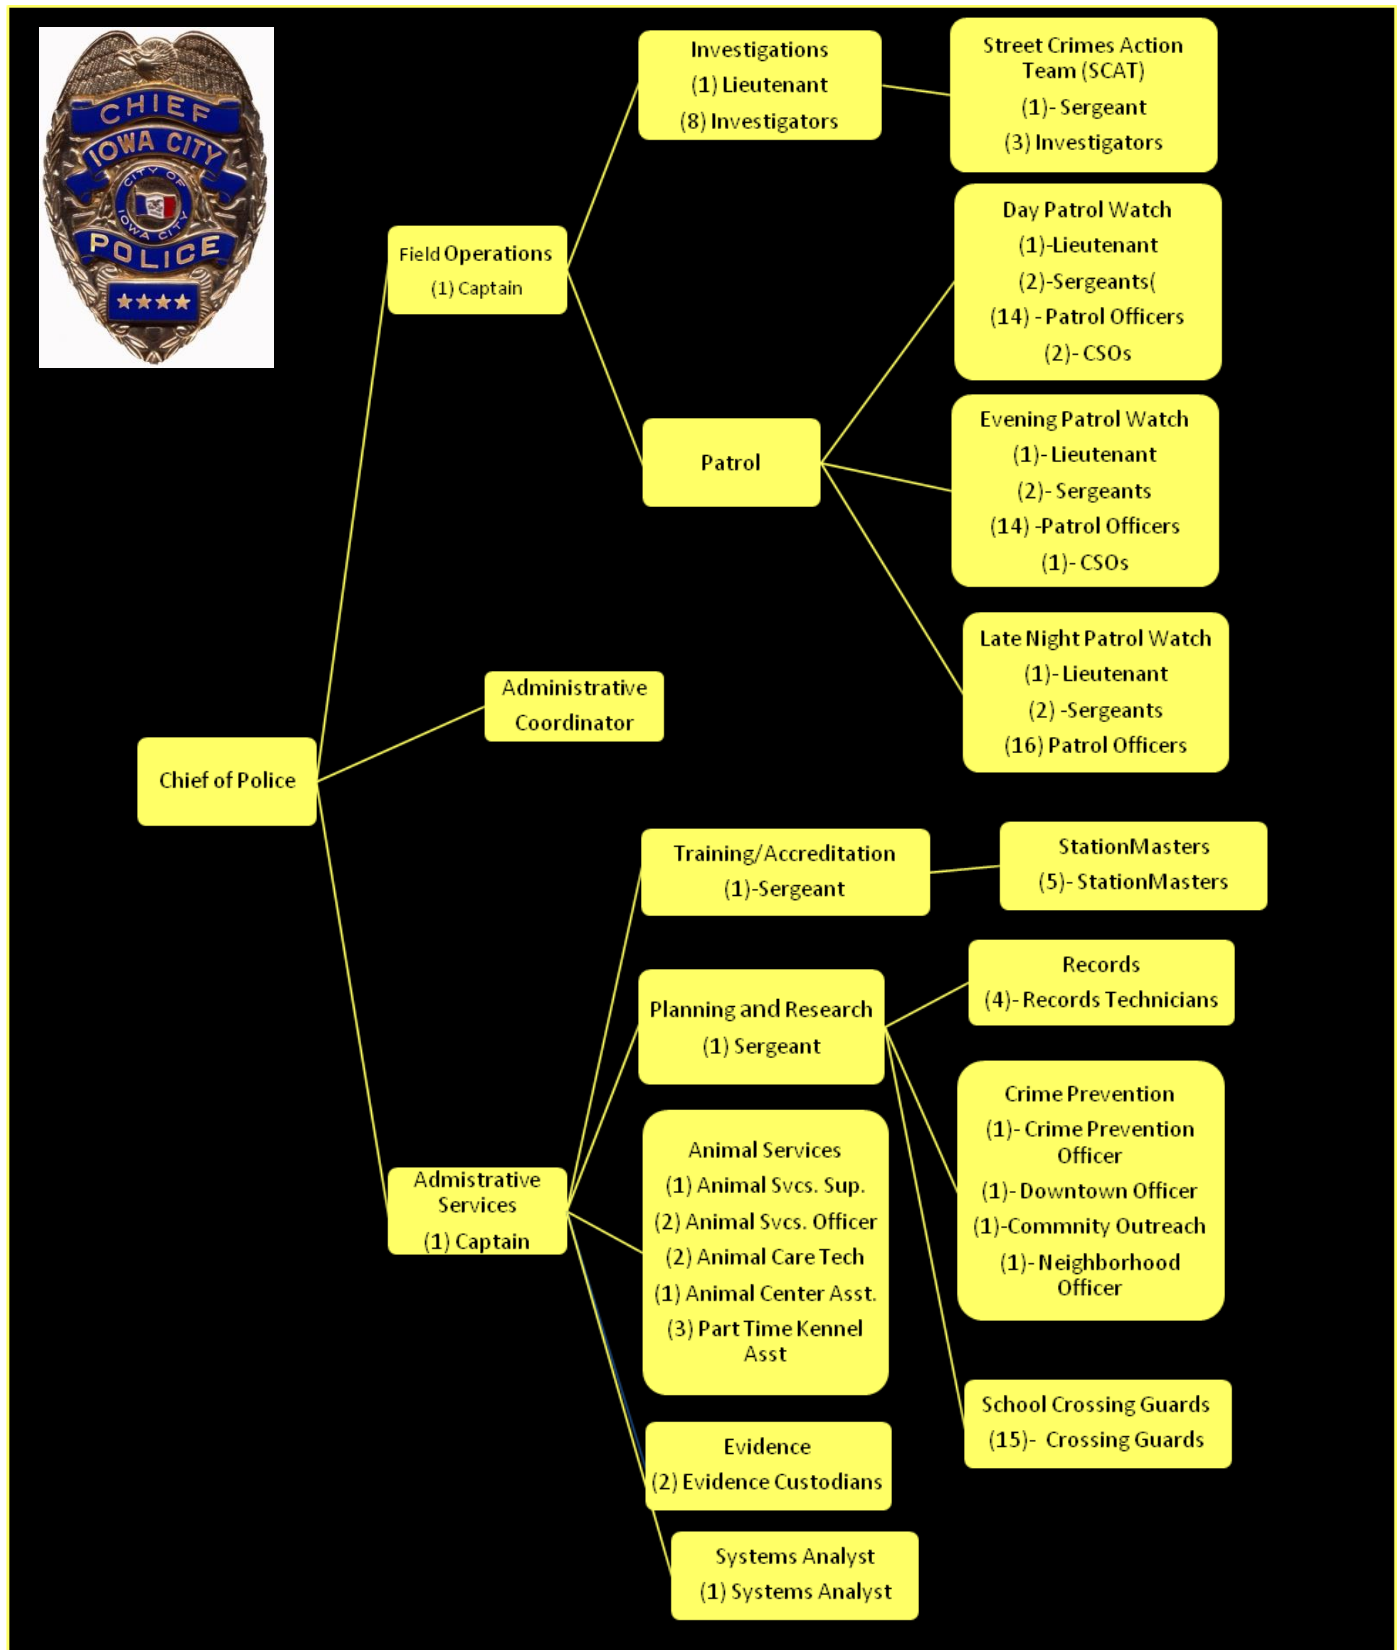 CHIEF
IOWA CITY
CITY OF
IOWA CITY
POLICE
Investigations
(1) Lieutenant
(8) Investigators
Street Crimes Action
Team (SCAT)
(1)- Sergeant
(3) Investigators
Field Operations
(1) Captain
Day Patrol Watch
(1)-Lieutenant
(2)-Sergeants(
(14) - Patrol Officers
(2)- CSOs
Patrol
Evening Patrol Watch
(1)- Lieutenant
(2)- Sergeants
(14) -Patrol Officers
(1)- CSOs
Late Night Patrol Watch
(1)- Lieutenant
(2) -Sergeants
(16) Patrol Officers
Administrative
Coordinator
Chief of Police
Training/Accreditation
(1)-Sergeant
StationMasters
(5)- StationMasters
Planning and Research
(1) Sergeant
Records
(4)- Records Technicians
Crime Prevention
(1)- Crime Prevention
Officer
(1)- Downtown Officer
(1)-Commnity Outreach
(1)- Neighborhood
Officer
Admistrative
Services
(1) Captain
Animal Services
(1) Animal Svcs. Sup.
(2) Animal Svcs. Officer
(2) Animal Care Tech
(1) Animal Center Asst.
(3) Part Time Kennel
Asst
School Crossing Guards
(15)- Crossing Guards
Evidence
(2) Evidence Custodians
Systems Analyst
(1) Systems Analyst